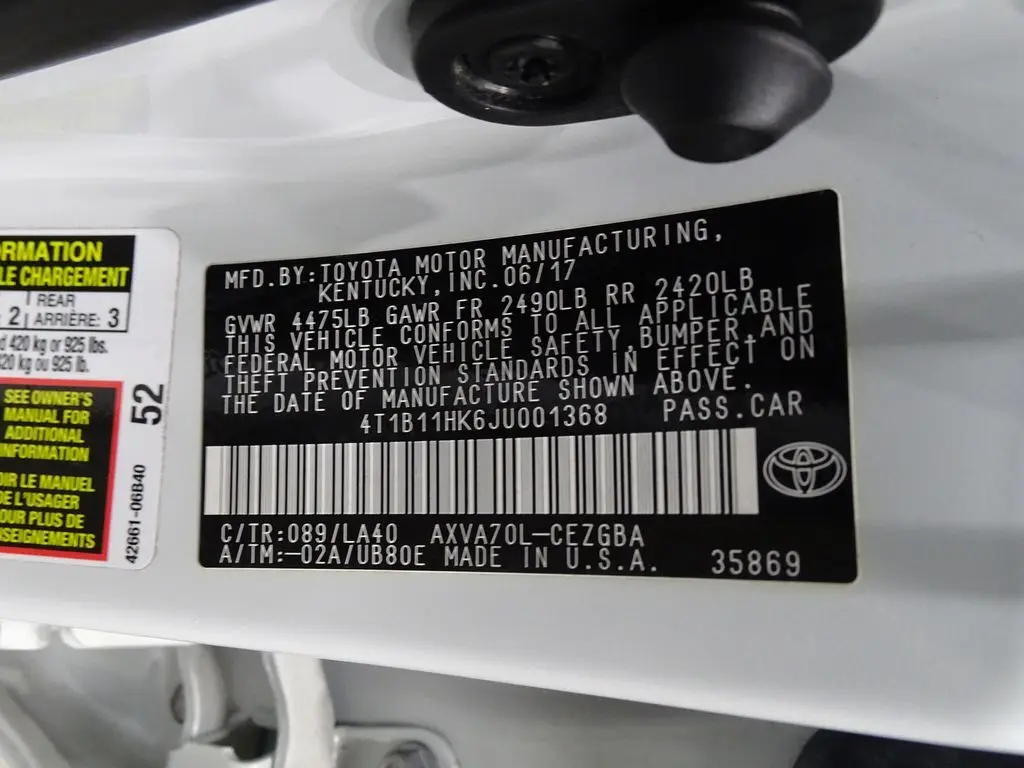 RMATION
LE CHARGEMENT
REAR
2 ARRIÈRE: 3
d 420 kg or 925 lbs.
20 kg ou 925 lb.
SEE OWNER'S
MANUAL FOR
ADDITIONAL
INFORMATION
OIR LE MANUEL
DE L'USAGER
OUR PLUS DE
SEIGNEMENTS
52
42661-06B40
MFD.BY:TOYOTA MOTOR MANUFACTURING,
KENTUCKY,INC.06/17
GVWR 4475LB GAWR FR 2490LB RR 2420LB
THIS VEHICLE CONFORMS TO ALL APPLICABLE
FEDERAL MOTOR VEHICLE SAFETY,BUMPER,AND
THEFT PREVENTION STANDARDS IN EFFECT ON
THE DATE OF MANUFACTURE SHOWN ABOVE.
4T1B11HK6JU001368 PASS.CAR
C/TR:089/LA40 AXVA70L-CEZGBA
A/TM:-02A/UB80E MADE IN U.S.A. 35869